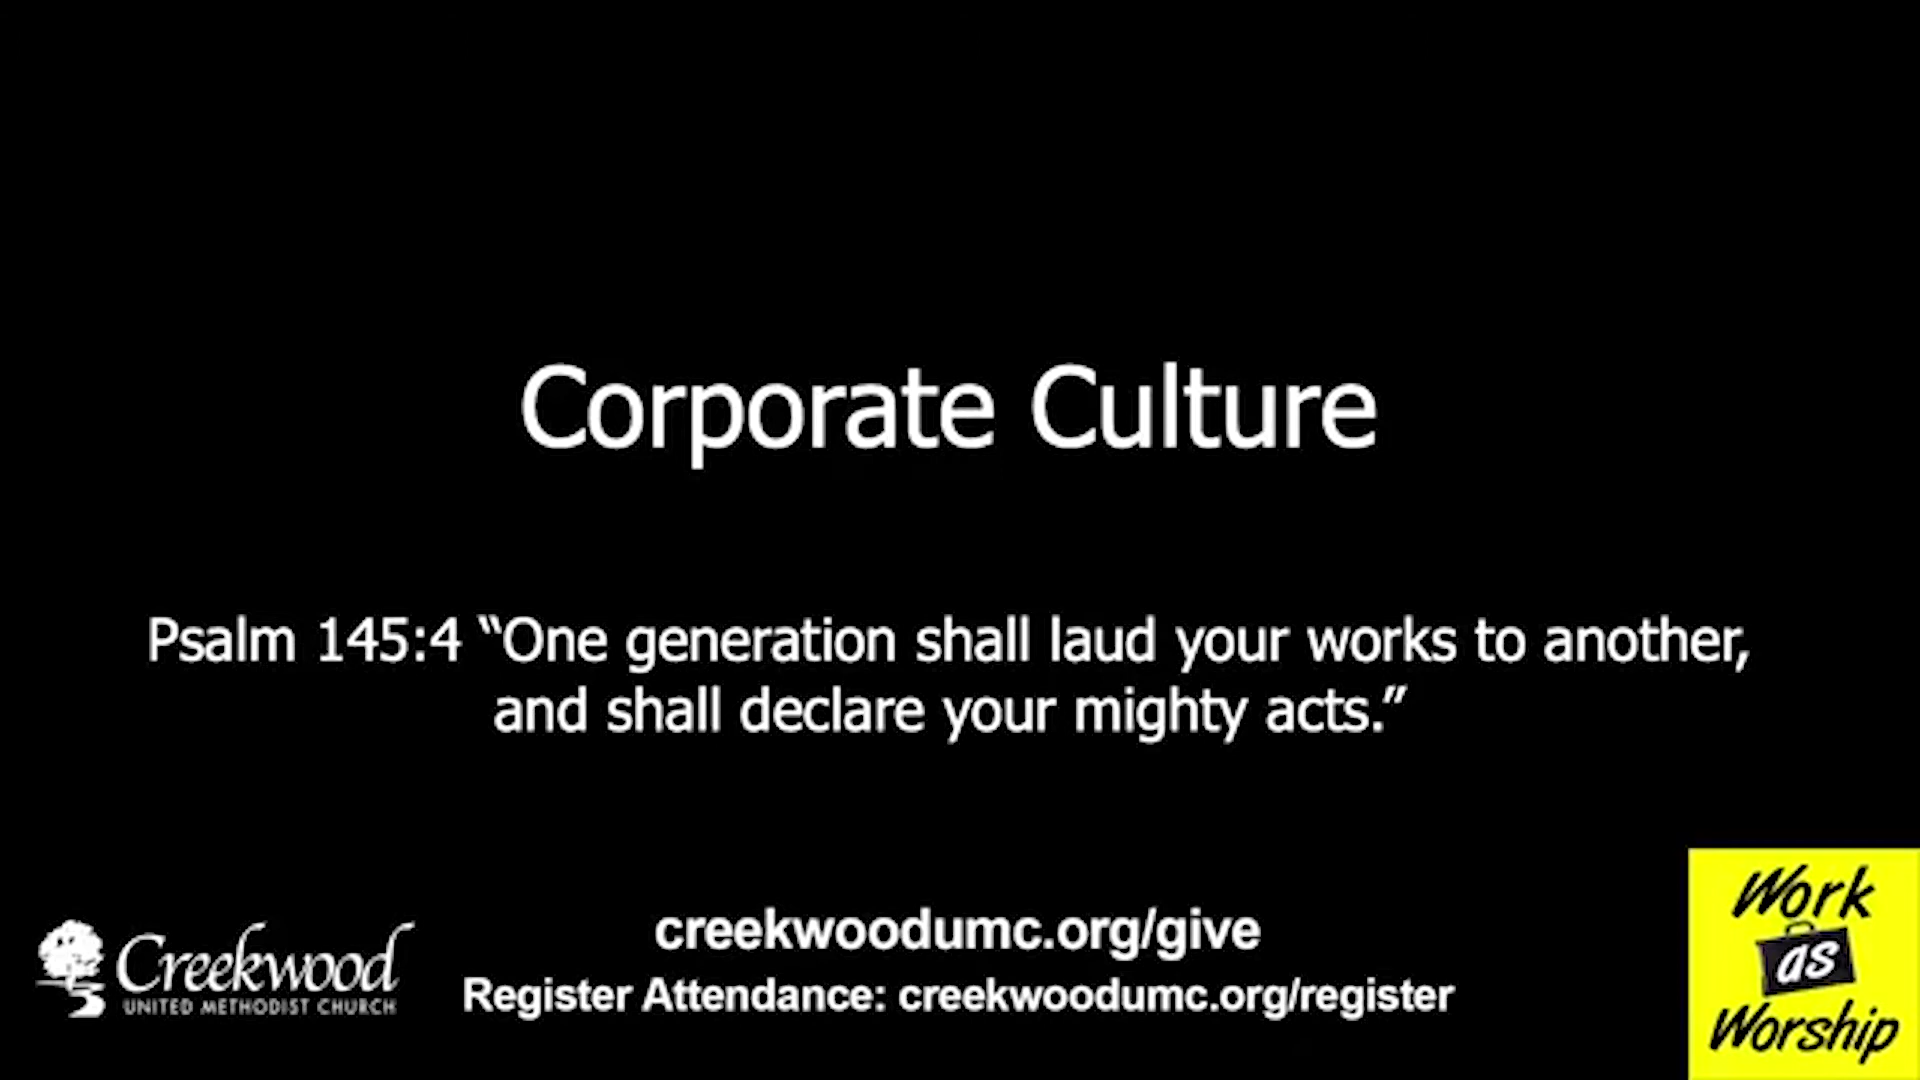 Corporate Culture
Psalm 145:4 “One generation shall laud your works to another,
and shall declare your mighty acts.”
Creekwood
UNITED METHODIST CHURCH
creekwoodumc.org/give
Register Attendance: creekwoodumc.org/register
Work
as
Worship